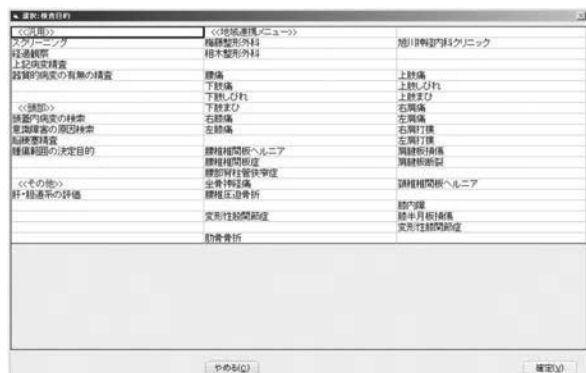 選択:検査目的
<<汎用>> <<地域連携メニュー>>
スクリーニング 梅藤整形外科 旭川神経内科クリニック
経過観察 相木整形外科
上記病変精査
器質的病変の有無の精査 腰痛 上肢痛
下肢痛 上肢しびれ
下肢しびれ 上肢まひ
<<頭部>> 下肢まひ 右肩痛
頭蓋内病変の検索 右膝痛 左肩痛
意識障害の原因検索 左膝痛 右肩打撲
脳梗塞精査 左肩打撲
腫瘍範囲の決定目的 腰椎椎間板ヘルニア 肩腱板損傷
腰椎椎間板症 肩腱板断裂
腰部脊柱管狭窄症
<<その他>> 坐骨神経痛 頚椎椎間板ヘルニア
肝・胆道系の評価 腰椎圧迫骨折
膝内障
変形性股関節症 膝半月板損傷
変形性膝関節症
肋骨骨折
やめる(C) 確定(V)